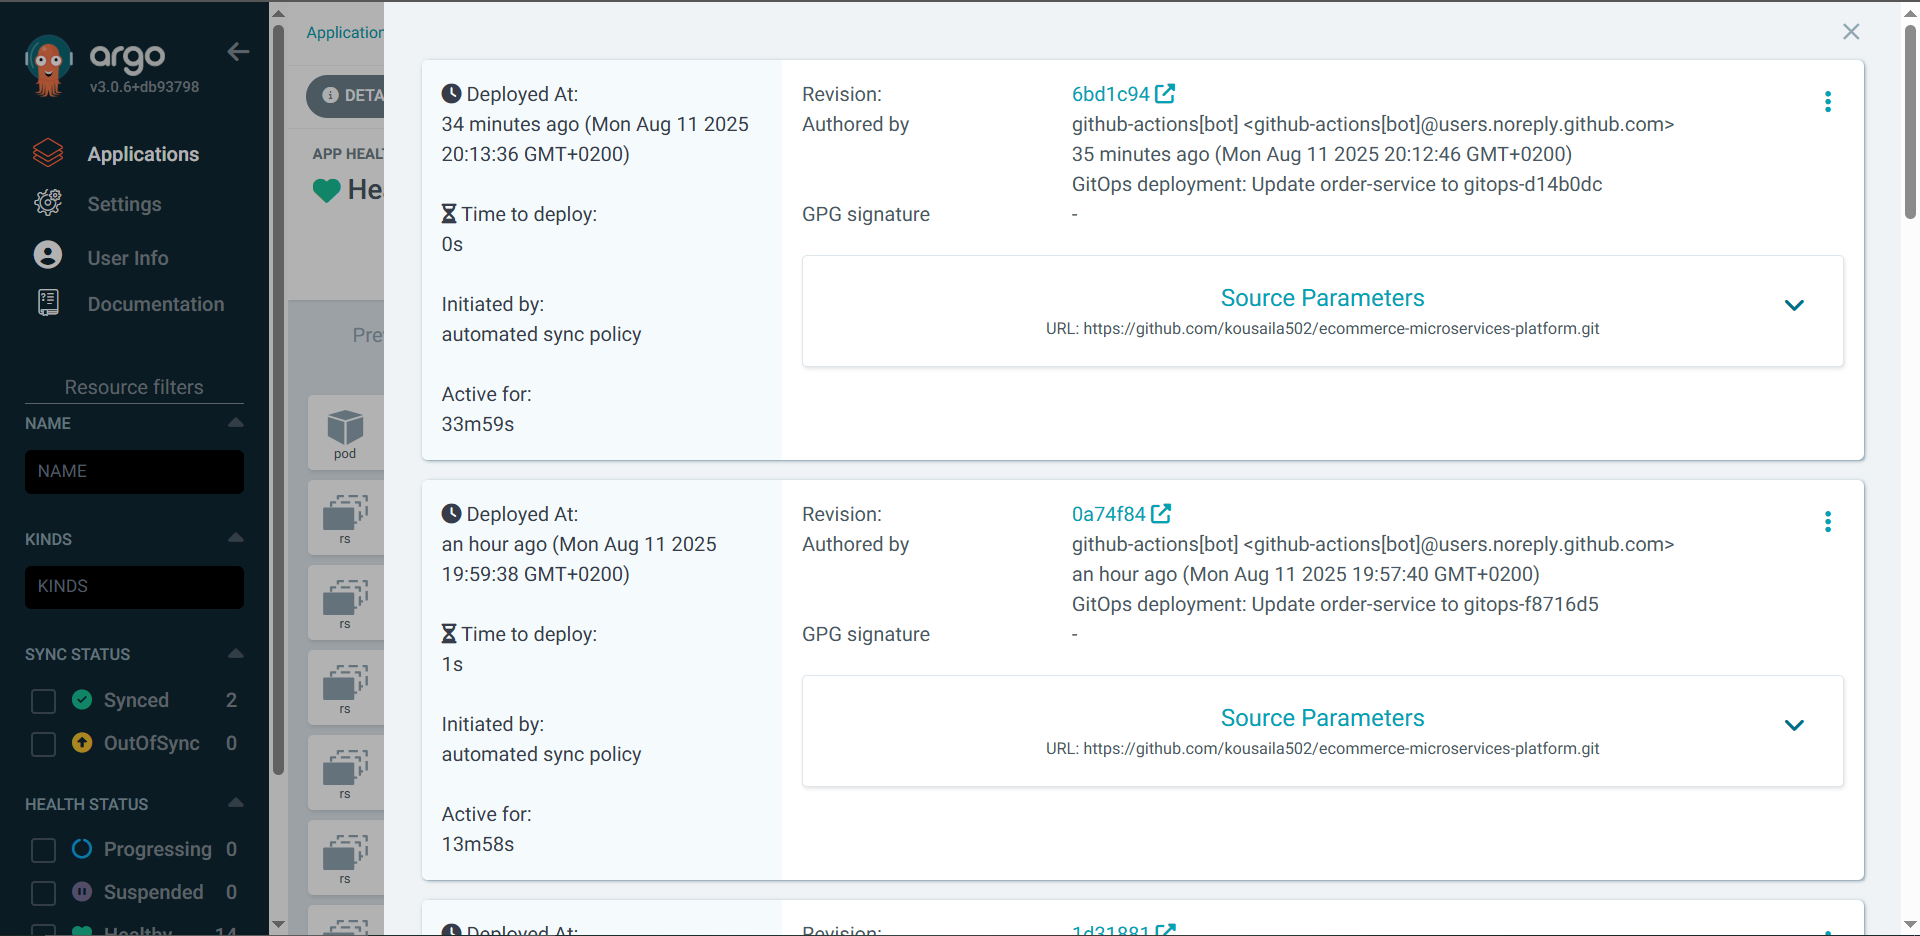 argo
v3.0.6+db93798
Applications
Settings
User Info
Documentation
Resource filters
NAME
NAME
KINDS
KINDS
SYNC STATUS
Synced 2
OutOfSync 0
HEALTH STATUS
Progressing 0
Suspended 0
Healthy 14
Application
DETA
APP HEAL
He
Pre
pod
rs
rs
rs
rs
rs
Deployed At:
34 minutes ago (Mon Aug 11 2025
20:13:36 GMT+0200)
Time to deploy:
0s
Initiated by:
automated sync policy
Active for:
33m59s
Revision: 6bd1c94
Authored by github-actions[bot] <github-actions[bot]@users.noreply.github.com>
35 minutes ago (Mon Aug 11 2025 20:12:46 GMT+0200)
GitOps deployment: Update order-service to gitops-d14b0dc
GPG signature -
Source Parameters
URL: https://github.com/kousaila502/ecommerce-microservices-platform.git
Deployed At:
an hour ago (Mon Aug 11 2025
19:59:38 GMT+0200)
Time to deploy:
1s
Initiated by:
automated sync policy
Active for:
13m58s
Revision: 0a74f84
Authored by github-actions[bot] <github-actions[bot]@users.noreply.github.com>
an hour ago (Mon Aug 11 2025 19:57:40 GMT+0200)
GitOps deployment: Update order-service to gitops-f8716d5
GPG signature -
Source Parameters
URL: https://github.com/kousaila502/ecommerce-microservices-platform.git
Deployed At:
Revision: 1d31881